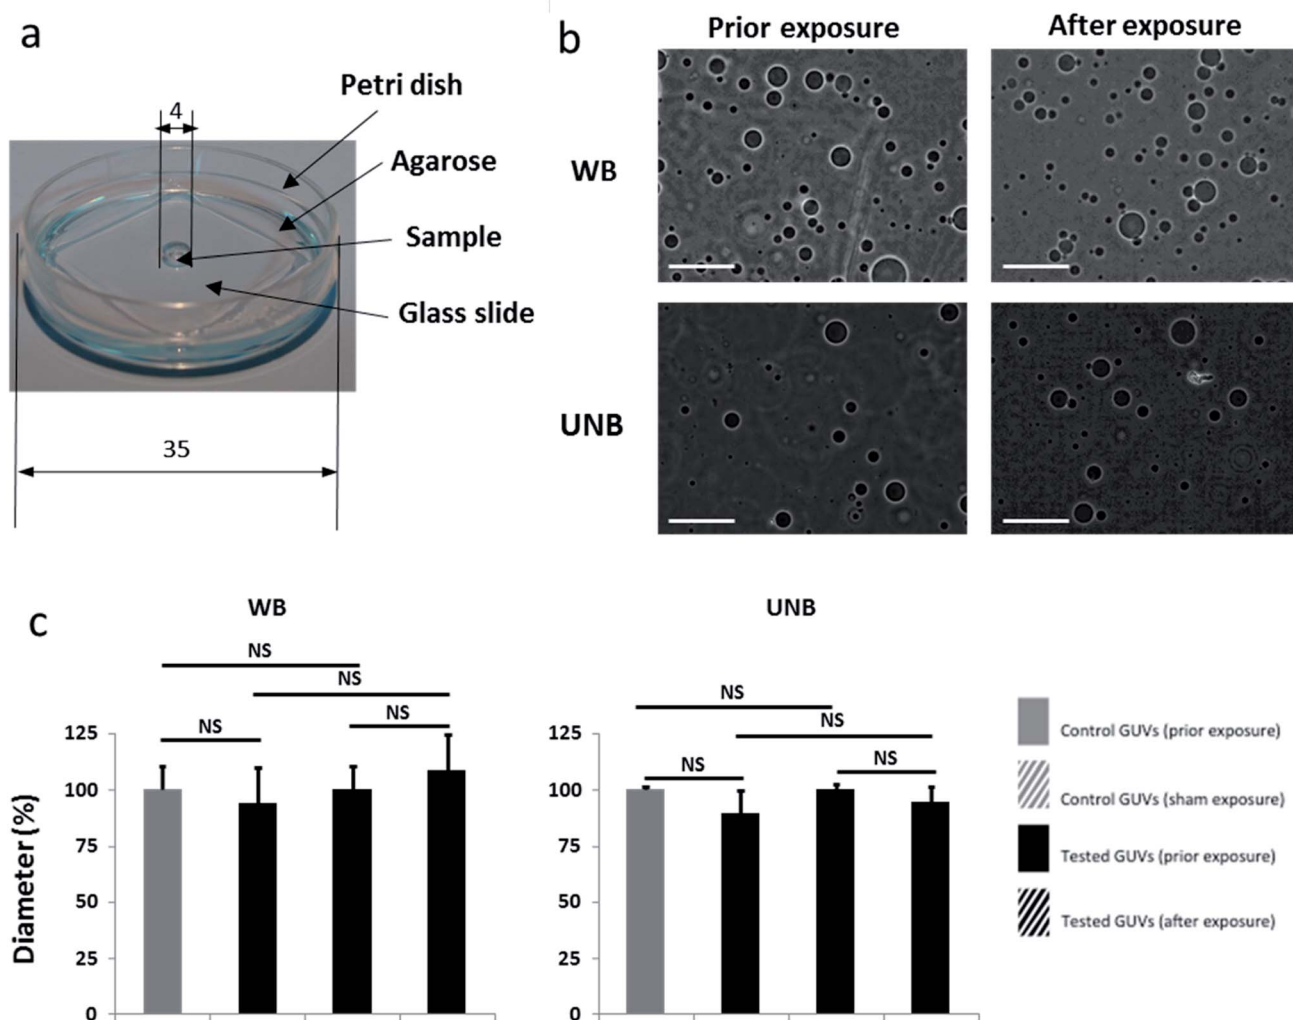 a
Petri dish
4
Agarose
Sample
Glass slide
35
b
Prior exposure
After exposure
WB
UNB
c
WB
NS
NS
NS
NS
125
100
75
50
25
0
Diameter (%)
UNB
NS
NS
NS
NS
125
100
75
50
25
0
Control GUVs (prior exposure)
Control GUVs (sham exposure)
Tested GUVs (prior exposure)
Tested GUVs (after exposure)